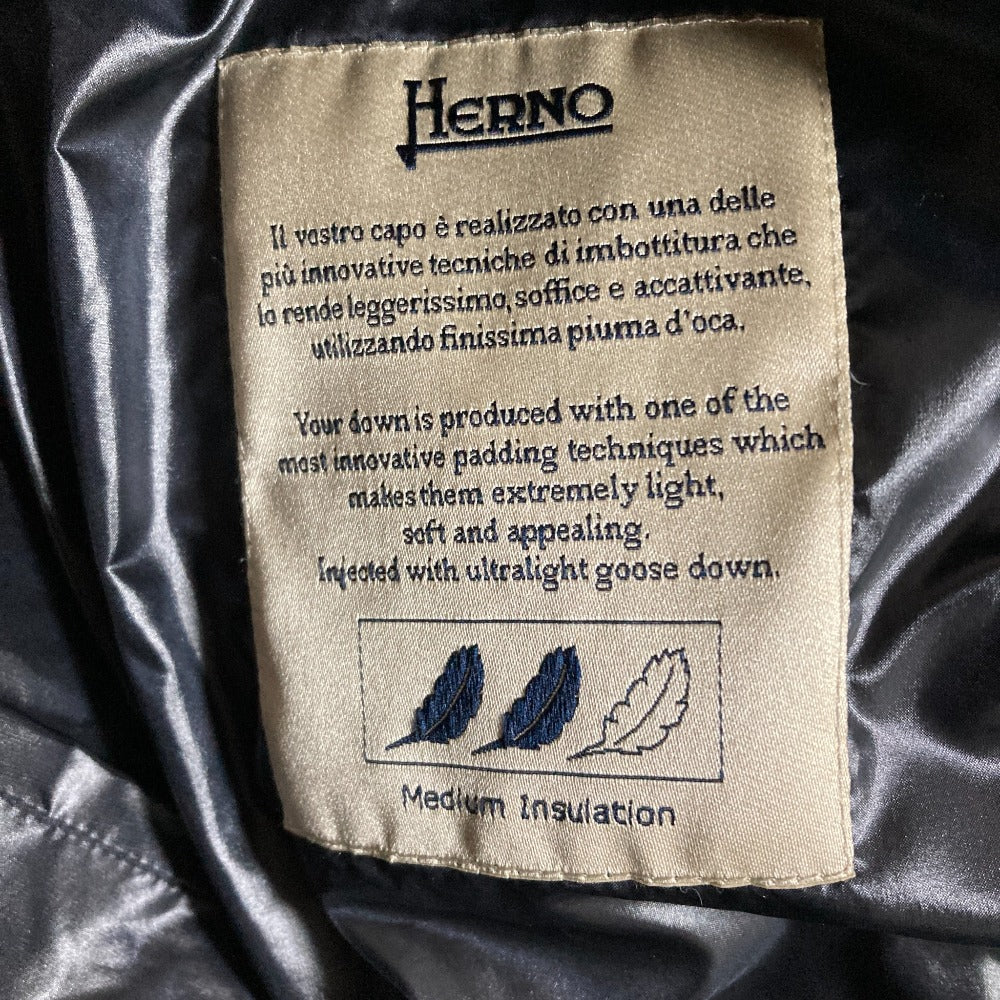 HERNO
Il vostro capo è realizzato con una delle
più innovative tecniche di imbottitura che
lo rende leggerissimo, soffice e accattivante,
utilizzando finissima piuma d'oca.
Your down is produced with one of the
most innovative padding techniques which
makes them extremely light,
soft and appealing.
Injected with ultralight goose down.
Medium Insulation